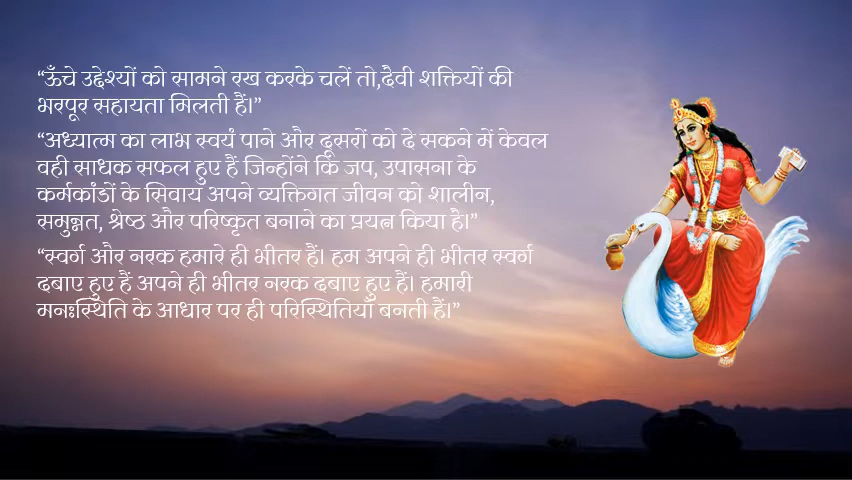 “ऊँचे उद्देश्यों को सामने रख करके चलें तो,दैवी शक्तियों की
भरपूर सहायता मिलती हैं।”
“अध्यात्म का लाभ स्वयं पाने और दूसरों को दे सकने में केवल
वही साधक सफल हुए हैं जिन्होंने कि जप, उपासना के
कर्मकांडों के सिवाय अपने व्यक्तिगत जीवन को शालीन,
समुन्नत, श्रेष्ठ और परिष्कृत बनाने का प्रयत्न किया है।”
“स्वर्ग और नरक हमारे ही भीतर हैं। हम अपने ही भीतर स्वर्ग
दबाए हुए हैं अपने ही भीतर नरक दबाए हुए हैं। हमारी
मनःस्थिति के आधार पर ही परिस्थितियाँ बनती हैं।”